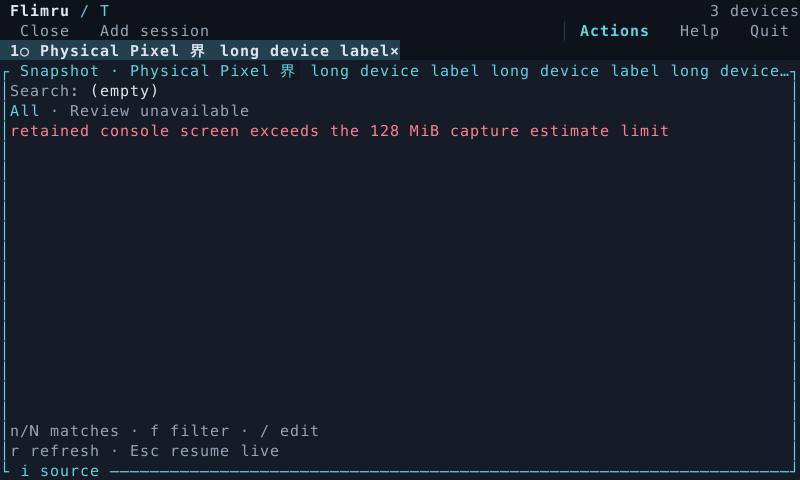 Flimru / T 3 devices
Close Add session Actions Help Quit
1○ Physical Pixel 界 long device label×
Snapshot · Physical Pixel 界 long device label long device label long device…
Search: (empty)
All · Review unavailable
retained console screen exceeds the 128 MiB capture estimate limit
n/N matches · f filter · / edit
r refresh · Esc resume live
i source